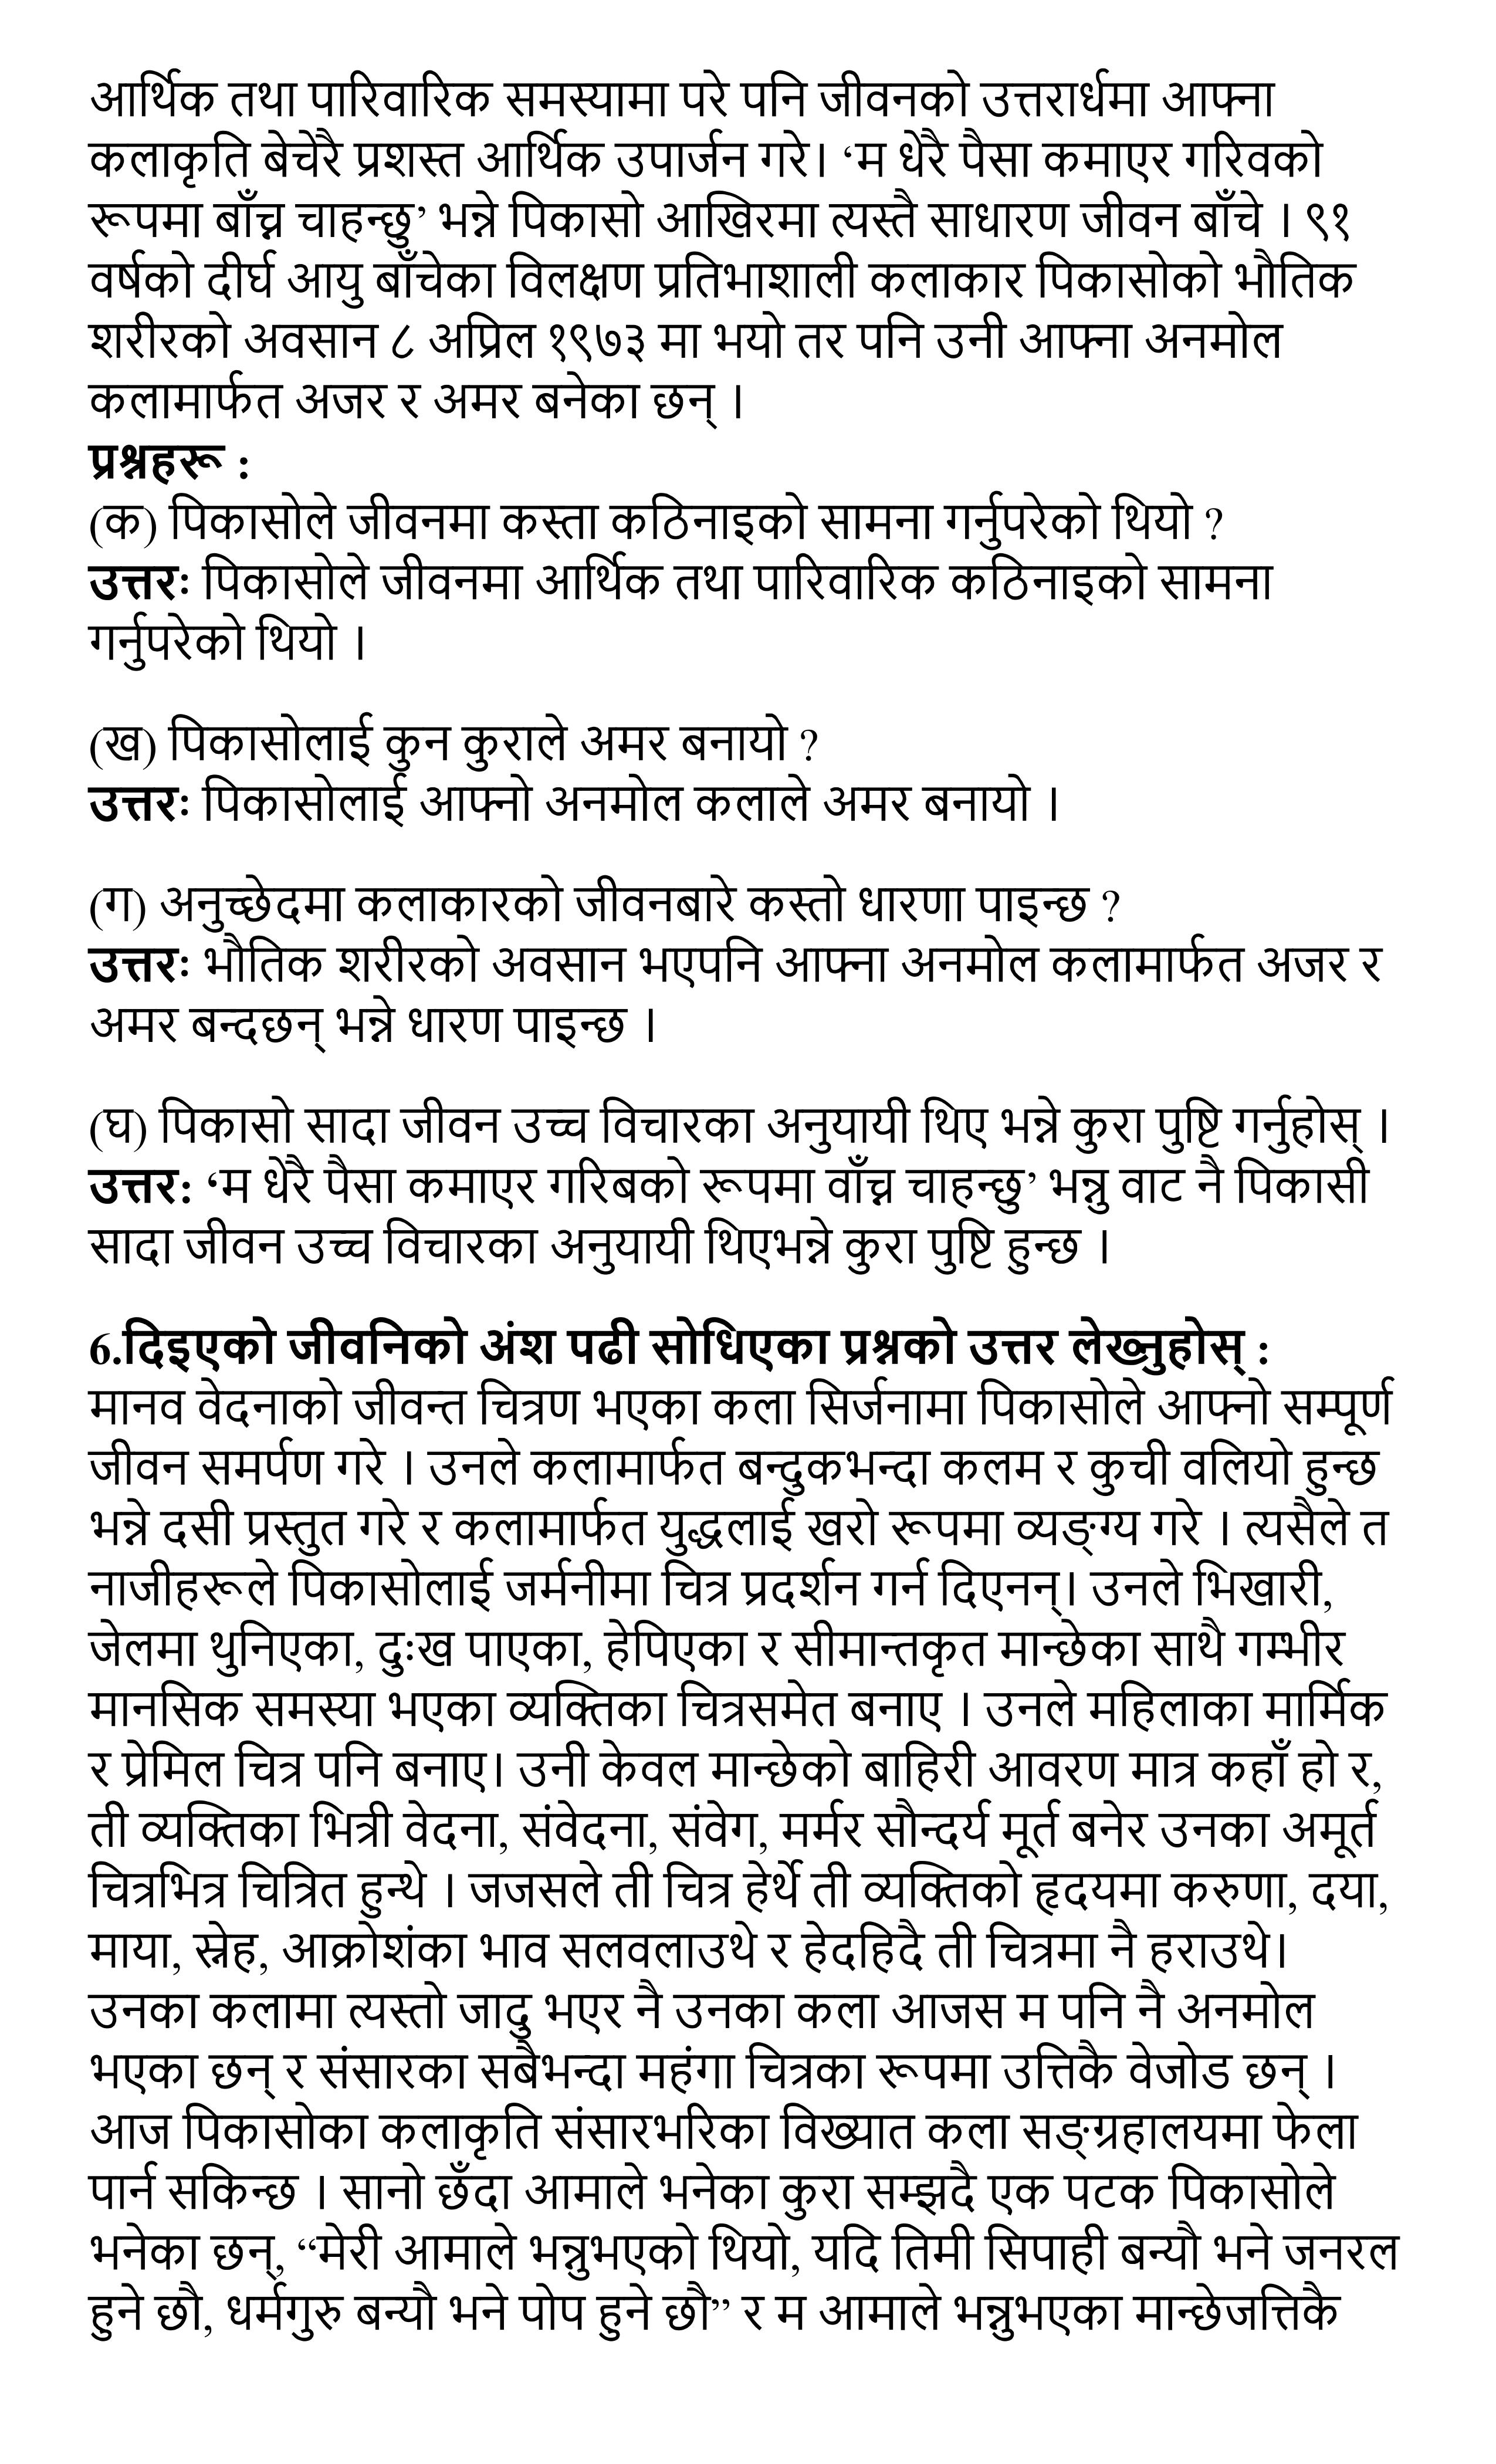 आर्थिक तथा पारिवारिक समस्यामा परे पनि जीवनको उत्तरार्धमा आफ्ना
कलाकृति बेचेरै प्रशस्त आर्थिक उपार्जन गरे। ‘म धेरै पैसा कमाएर गरिवको
रूपमा बाँच्न चाहन्छु’ भन्ने पिकासो आखिरमा त्यस्तै साधारण जीवन बाँचे । ९१
वर्षको दीर्घ आयु बाँचेका विलक्षण प्रतिभाशाली कलाकार पिकासोको भौतिक
शरीरको अवसान ८ अप्रिल १९७३ मा भयो तर पनि उनी आफ्ना अनमोल
कलामार्फत अजर र अमर बनेका छन् ।
प्रश्नहरू :
(क) पिकासोले जीवनमा कस्ता कठिनाइको सामना गर्नुपरेको थियो ?
उत्तरः पिकासोले जीवनमा आर्थिक तथा पारिवारिक कठिनाइको सामना
गर्नुपरेको थियो ।
(ख) पिकासोलाई कुन कुराले अमर बनायो ?
उत्तरः पिकासोलाई आफ्नो अनमोल कलाले अमर बनायो ।
(ग) अनुच्छेदमा कलाकारको जीवनबारे कस्तो धारणा पाइन्छ ?
उत्तरः भौतिक शरीरको अवसान भएपनि आफ्ना अनमोल कलामार्फत अजर र
अमर बन्दछन् भन्ने धारण पाइन्छ ।
(घ) पिकासो सादा जीवन उच्च विचारका अनुयायी थिए भन्ने कुरा पुष्टि गर्नुहोस् ।
उत्तर: ‘म धेरै पैसा कमाएर गरिबको रूपमा वाँच्न चाहन्छु’ भन्नु वाट नै पिकासी
सादा जीवन उच्च विचारका अनुयायी थिएभन्ने कुरा पुष्टि हुन्छ ।
6.दिइएको जीवनिको अंश पढी सोधिएका प्रश्नको उत्तर लेख्नुहोस् :
मानव वेदनाको जीवन्त चित्रण भएका कला सिर्जनामा पिकासोले आफ्नो सम्पूर्ण
जीवन समर्पण गरे । उनले कलामार्फत बन्दुकभन्दा कलम र कुची वलियो हुन्छ
भन्ने दसी प्रस्तुत गरे र कलामार्फत युद्धलाई खरो रूपमा व्यङ्ग्य गरे । त्यसैले त
नाजीहरूले पिकासोलाई जर्मनीमा चित्र प्रदर्शन गर्न दिएनन्। उनले भिखारी,
जेलमा थुनिएका, दुःख पाएका, हेपिएका र सीमान्तकृत मान्छेका साथै गम्भीर
मानसिक समस्या भएका व्यक्तिका चित्रसमेत बनाए । उनले महिलाका मार्मिक
र प्रेमिल चित्र पनि बनाए। उनी केवल मान्छेको बाहिरी आवरण मात्र कहाँ हो र,
ती व्यक्तिका भित्री वेदना, संवेदना, संवेग, मर्मर सौन्दर्य मूर्त बनेर उनका अमूर्त
चित्रभित्र चित्रित हुन्थे । जजसले ती चित्र हेर्थे ती व्यक्तिको हृदयमा करुणा, दया,
माया, स्नेह, आक्रोशंका भाव सलवलाउथे र हेदहिदै ती चित्रमा नै हराउथे।
उनका कलामा त्यस्तो जादु भएर नै उनका कला आजस म पनि नै अनमोल
भएका छन् र संसारका सबैभन्दा महंगा चित्रका रूपमा उत्तिकै वेजोड छन् ।
आज पिकासोका कलाकृति संसारभरिका विख्यात कला सङ्ग्रहालयमा फेला
पार्न सकिन्छ । सानो छँदा आमाले भनेका कुरा सम्झदै एक पटक पिकासोले
भनेका छन्, “मेरी आमाले भन्नुभएको थियो, यदि तिमी सिपाही बन्यौ भने जनरल
हुने छौ, धर्मगुरु बन्यौ भने पोप हुने छौ” र म आमाले भन्नुभएका मान्छेजत्तिकै